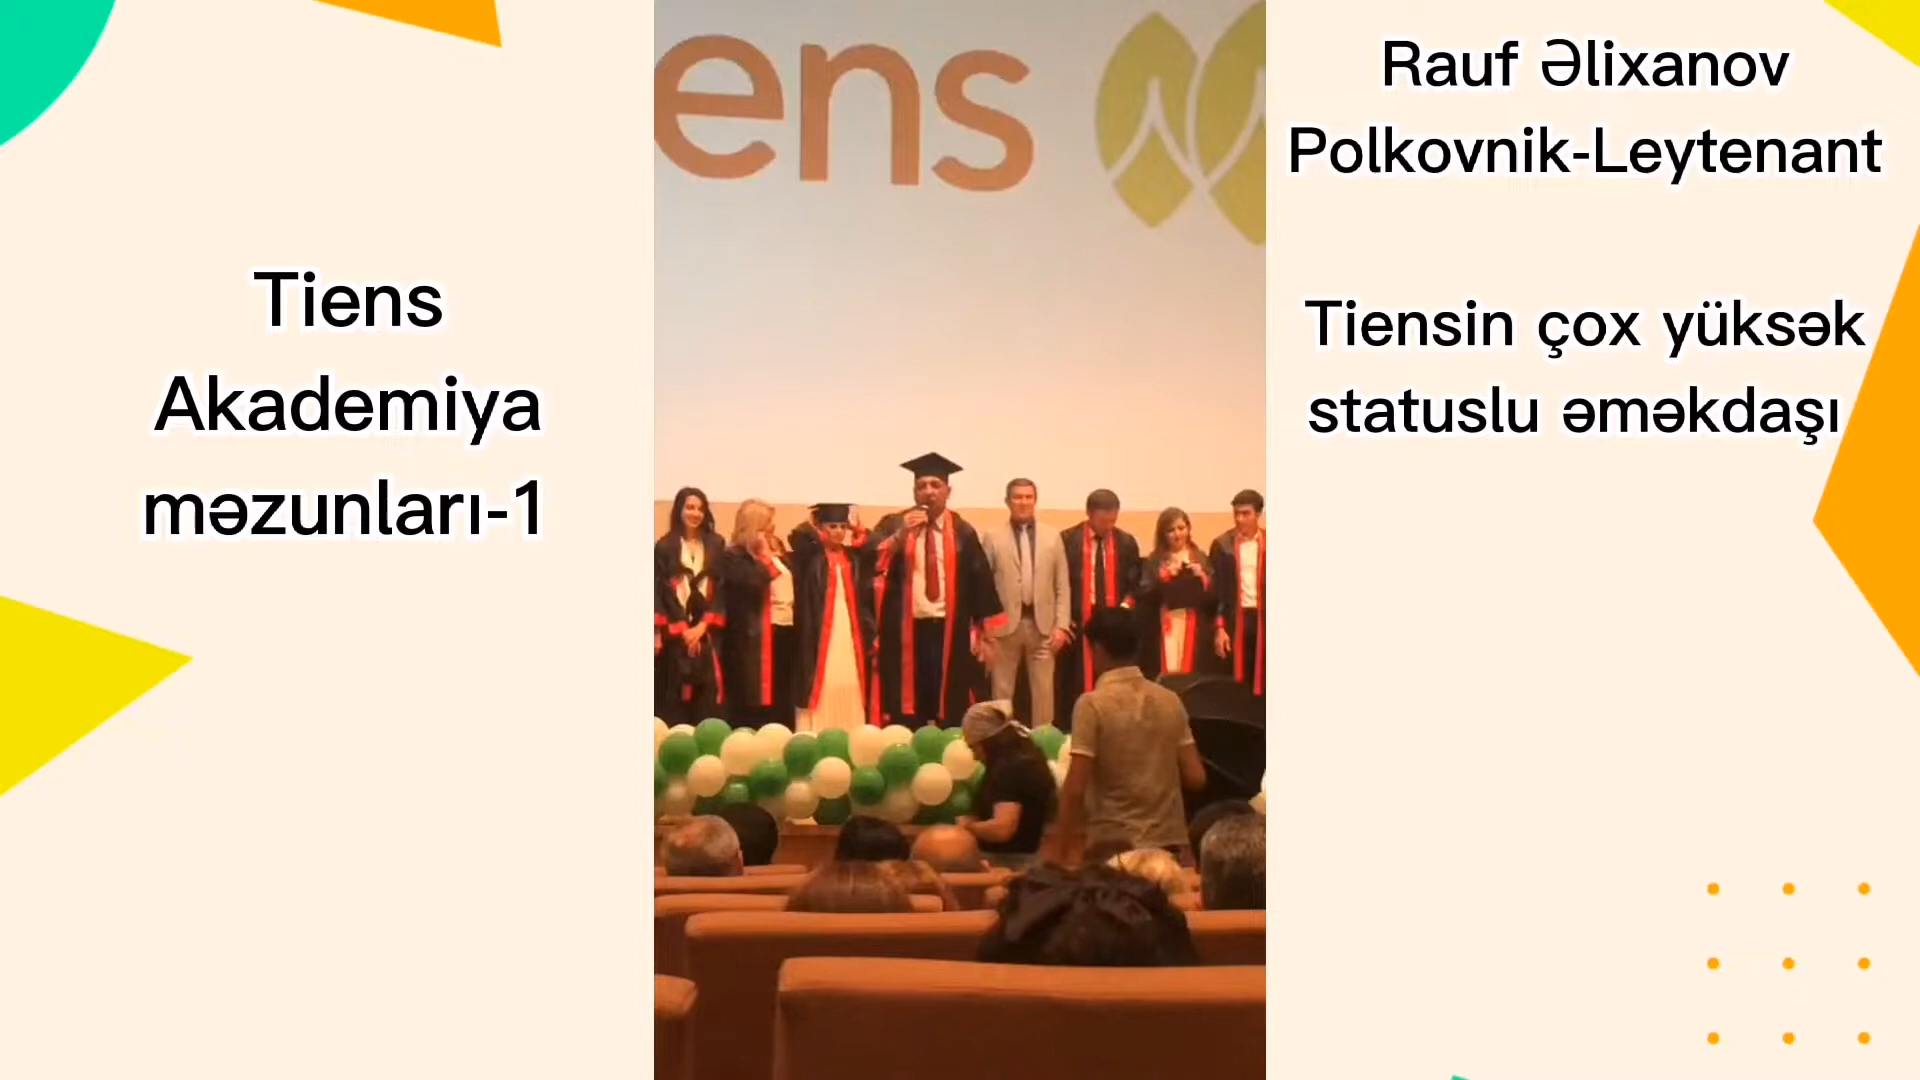 Tiens
Akademiya
məzunları-1
ens
Rauf Əlixanov
Polkovnik-Leytenant
Tiensin çox yüksək
statuslu əməkdaşı